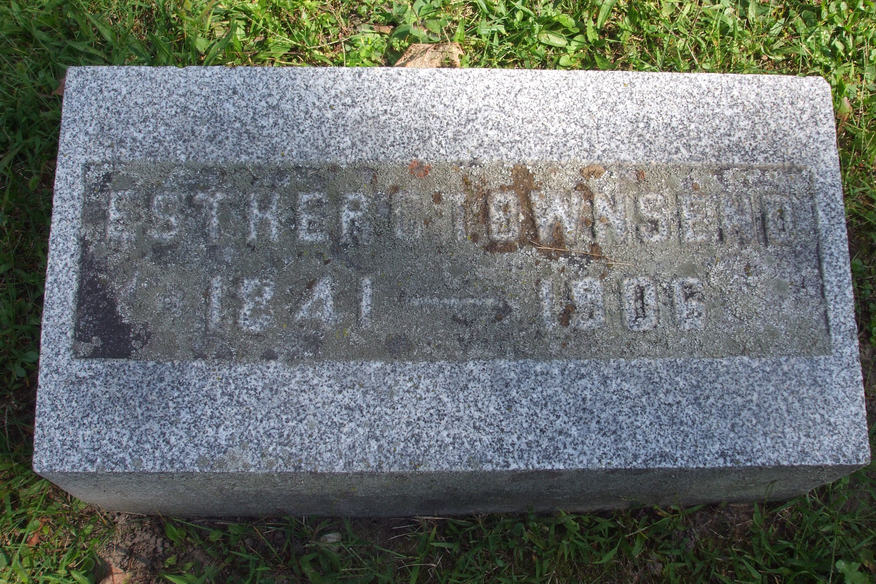 ESTHER C TOWNSEND
1841 — 1906